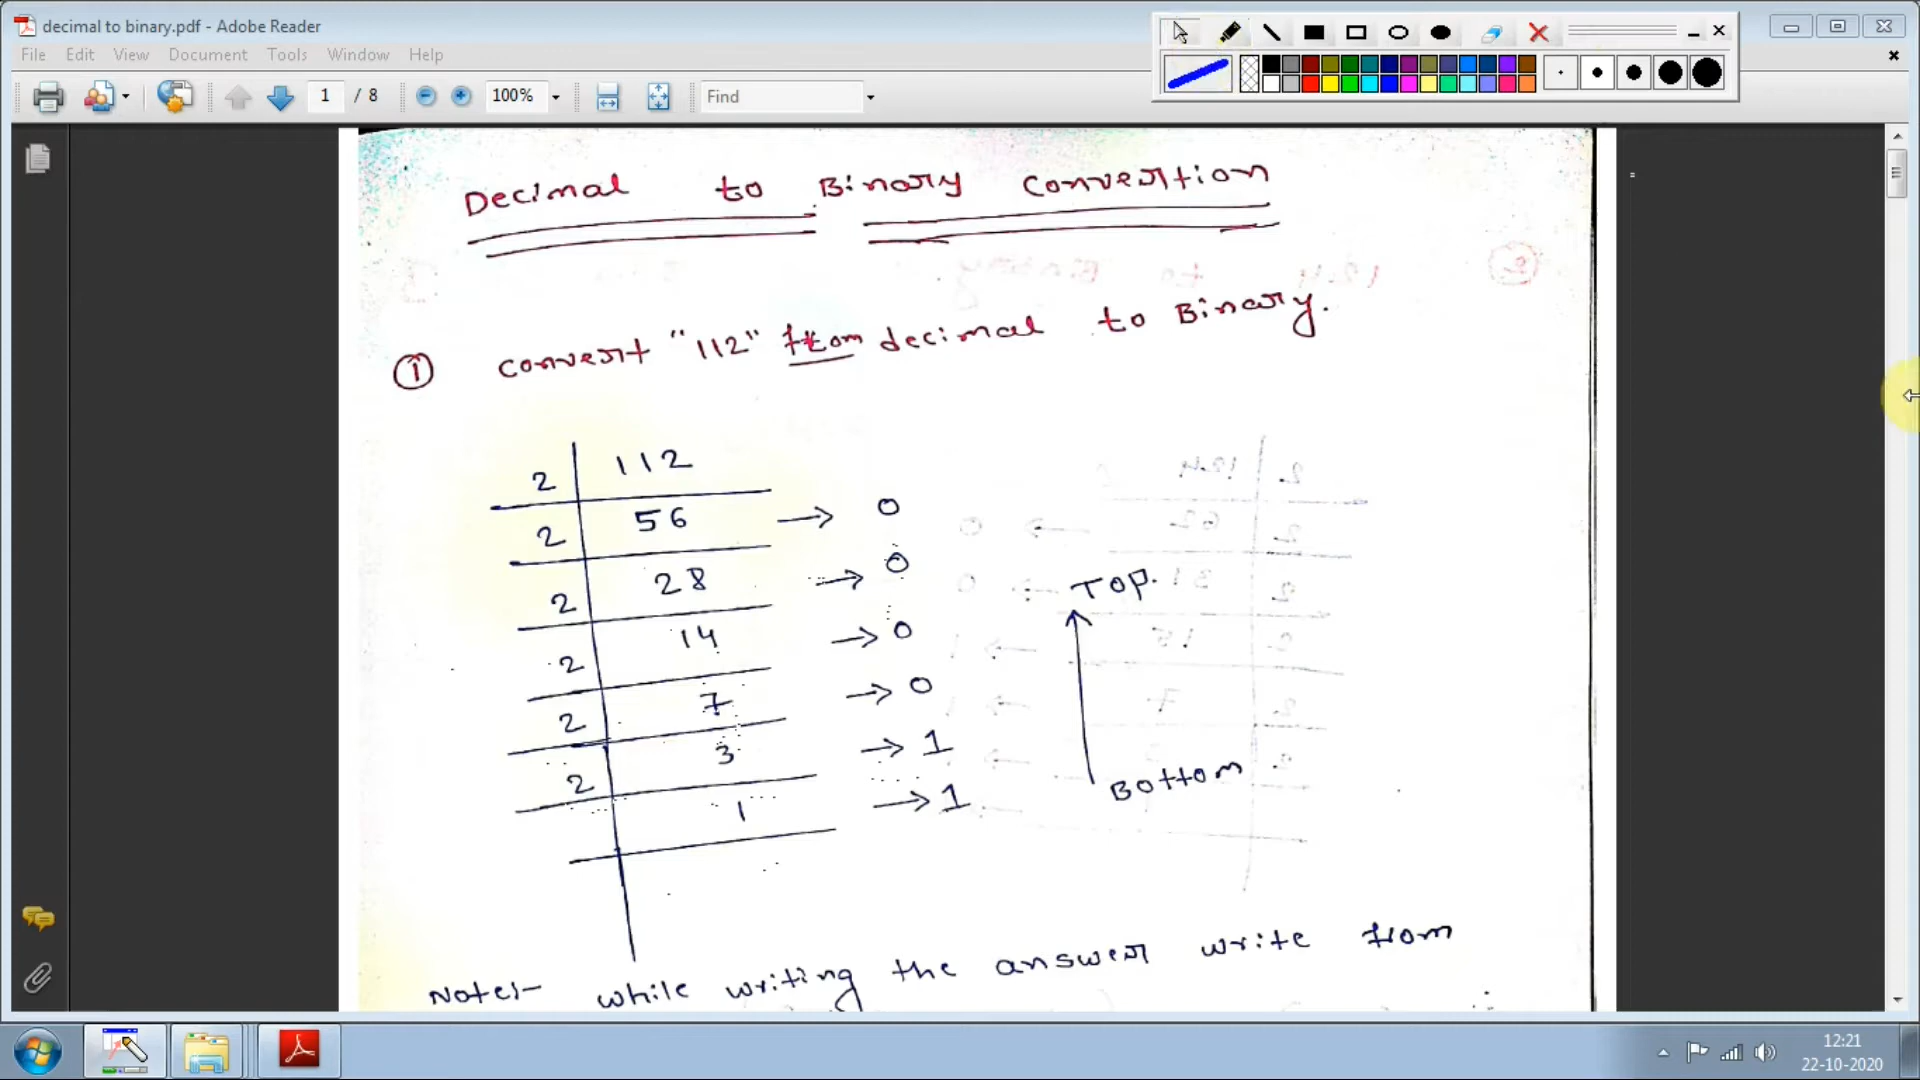 decimal to binary.pdf - Adobe Reader
File Edit View Document Tools Window Help
1 / 8 100% Find
Decimal to Binary Convertion
① convert "112" from decimal to Binary.
2 112
2 56 → 0
2 28 → 0
2 14 → 0
2 7 → 0
2 3 → 1
1 → 1
Top.
Bottom
Note:- while writing the answer write from
12:21
22-10-2020